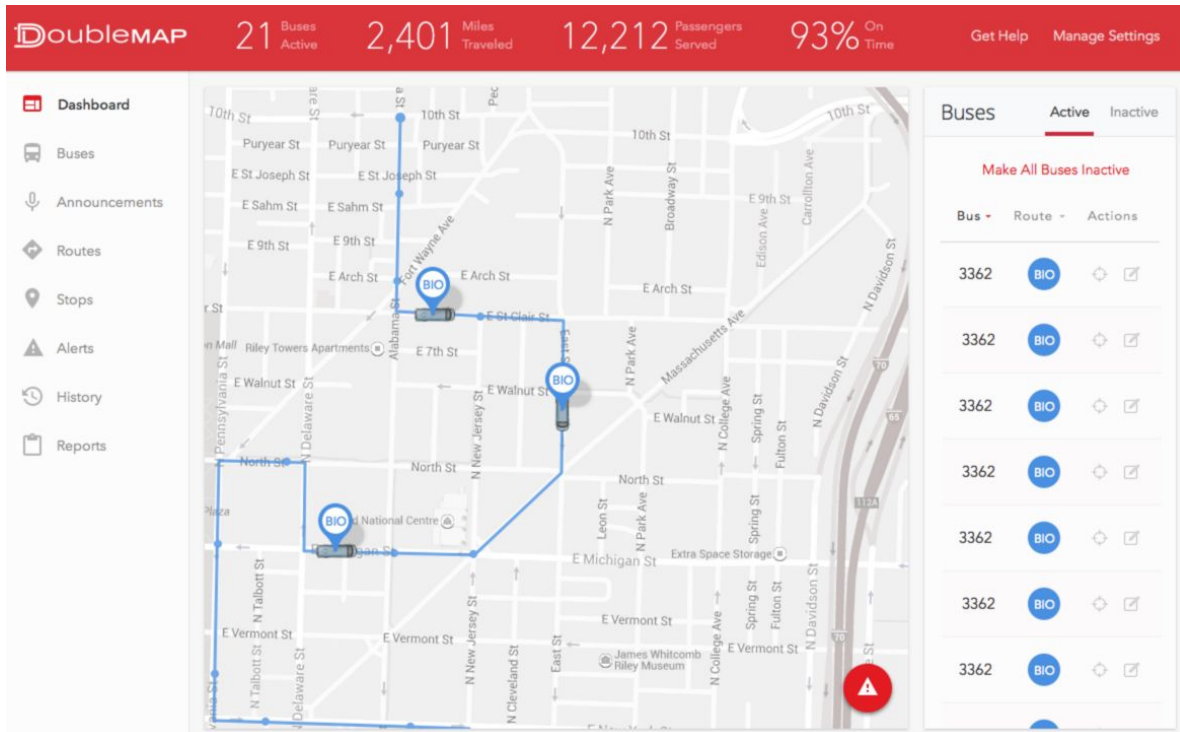 DOUBLEMAP
21 Buses Active
2,401 Miles Traveled
12,212 Passengers Served
93% On Time
Get Help
Manage Settings
Dashboard
Buses
Announcements
Routes
Stops
Alerts
History
Reports
10th St
10th St
10th St
10th St
Puryear St
Puryear St
Puryear St
E St Joseph St
E St Joseph St
E Sahm St
E Sahm St
E 9th St
E 9th St
E 9th St
E Arch St
E Arch St
E Arch St
Fort Wayne Ave
N Park Ave
Broadway St
Edison Ave
Carrollton Ave
N Davidson St
BIO
E St Clair St
Alabama St
Riley Towers Apartments
E 7th St
Massachusetts Ave
N Park Ave
70
N Pennsylvania St
E Walnut St
N Delaware St
E Walnut St
BIO
E Walnut St
N College Ave
Spring St
Fulton St
N Davidson St
65
North St
North St
North St
N New Jersey St
Plaza
BIO
National Centre
Leon St
N Park Ave
Spring St
E Michigan St
Extra Space Storage
N Talbott St
E Vermont St
E Vermont St
E Vermont St
E Vermont St
N New Jersey St
N Cleveland St
East St
James Whitcomb
Riley Museum
N College Ave
Spring St
Fulton St
N Davidson St
70
N Talbott St
N Delaware St
Buses
Active
Inactive
Make All Buses Inactive
Bus
Route
Actions
3362 BIO
3362 BIO
3362 BIO
3362 BIO
3362 BIO
3362 BIO
3362 BIO
BIO